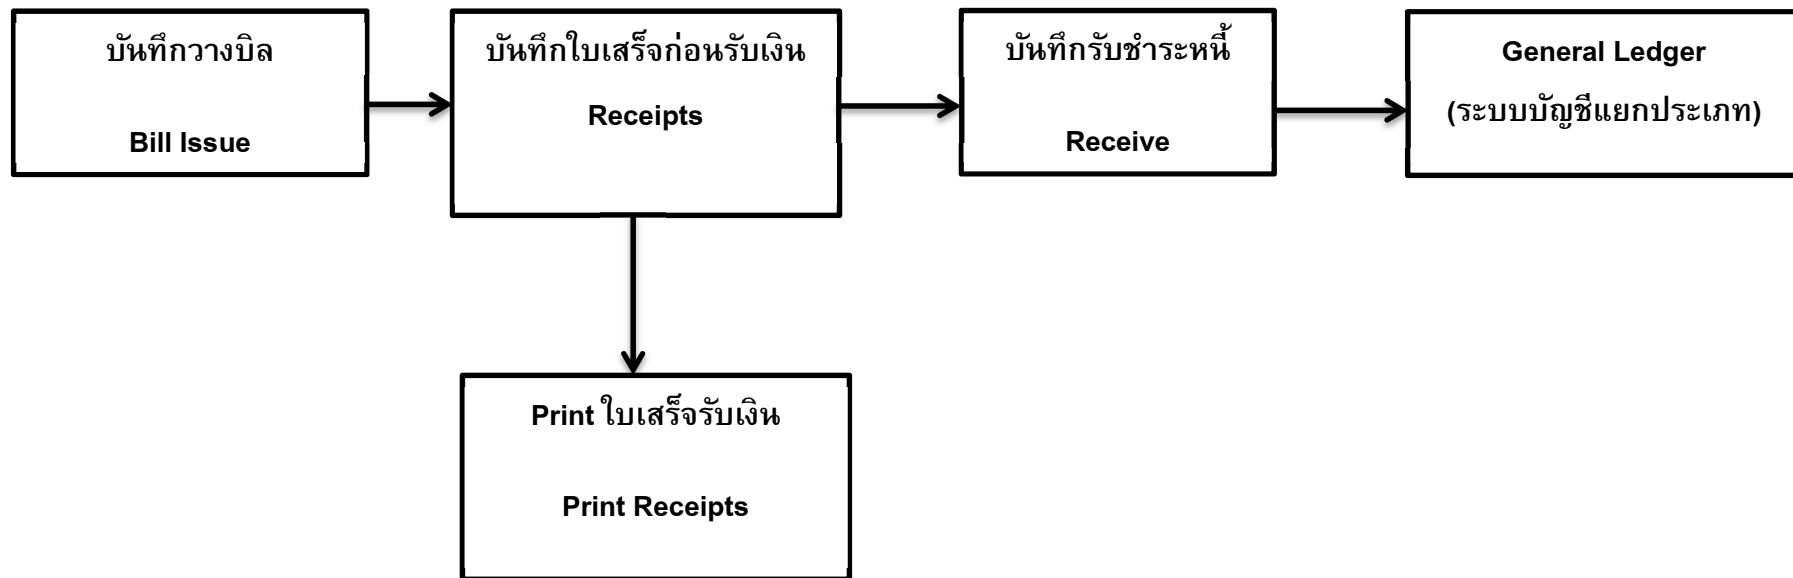 บันทึกวางบิล
Bill Issue
บันทึกใบเสร็จก่อนรับเงิน
Receipts
บันทึกรับชำระหนี้
Receive
General Ledger
(ระบบบัญชีแยกประเภท)
Print ใบเสร็จรับเงิน
Print Receipts